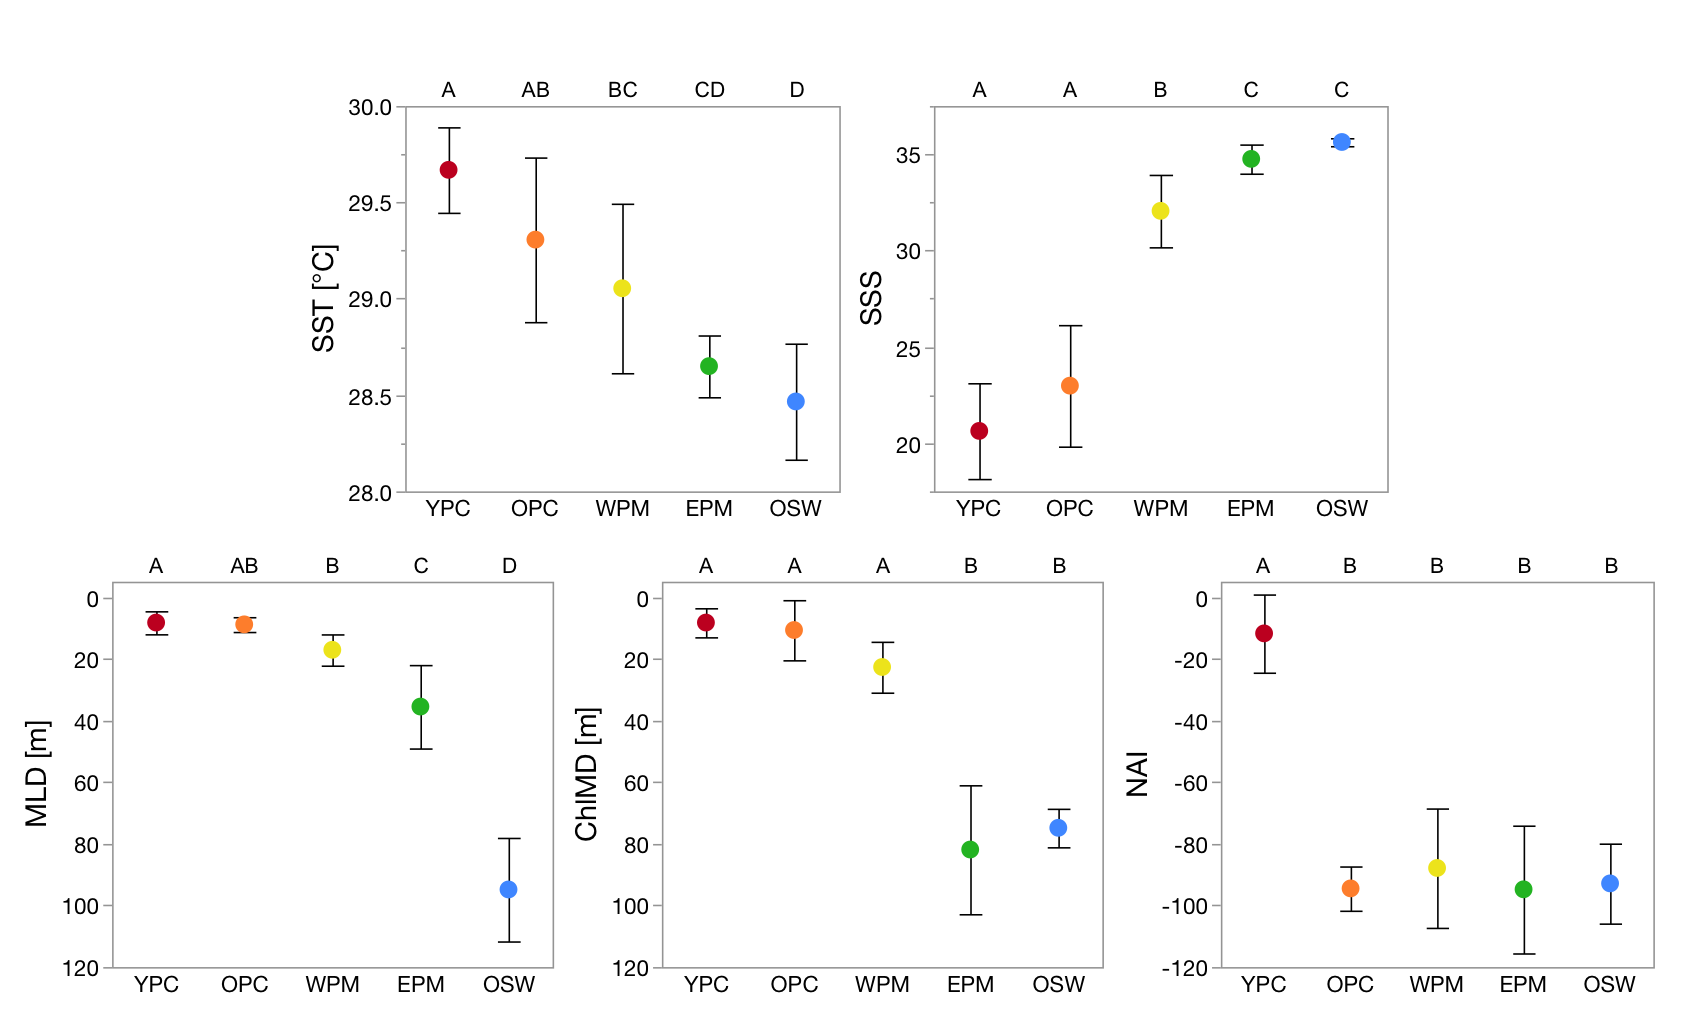 A AB BC CD D
30.0
29.5
29.0
28.5
28.0
SST [°C]
YPC OPC WPM EPM OSW
A A B C C
35
30
25
20
SSS
YPC OPC WPM EPM OSW
A AB B C D
0
20
40
60
80
100
120
MLD [m]
YPC OPC WPM EPM OSW
A A A B B
0
20
40
60
80
100
120
ChlMD [m]
YPC OPC WPM EPM OSW
A B B B B
0
-20
-40
-60
-80
-100
-120
NAI
YPC OPC WPM EPM OSW